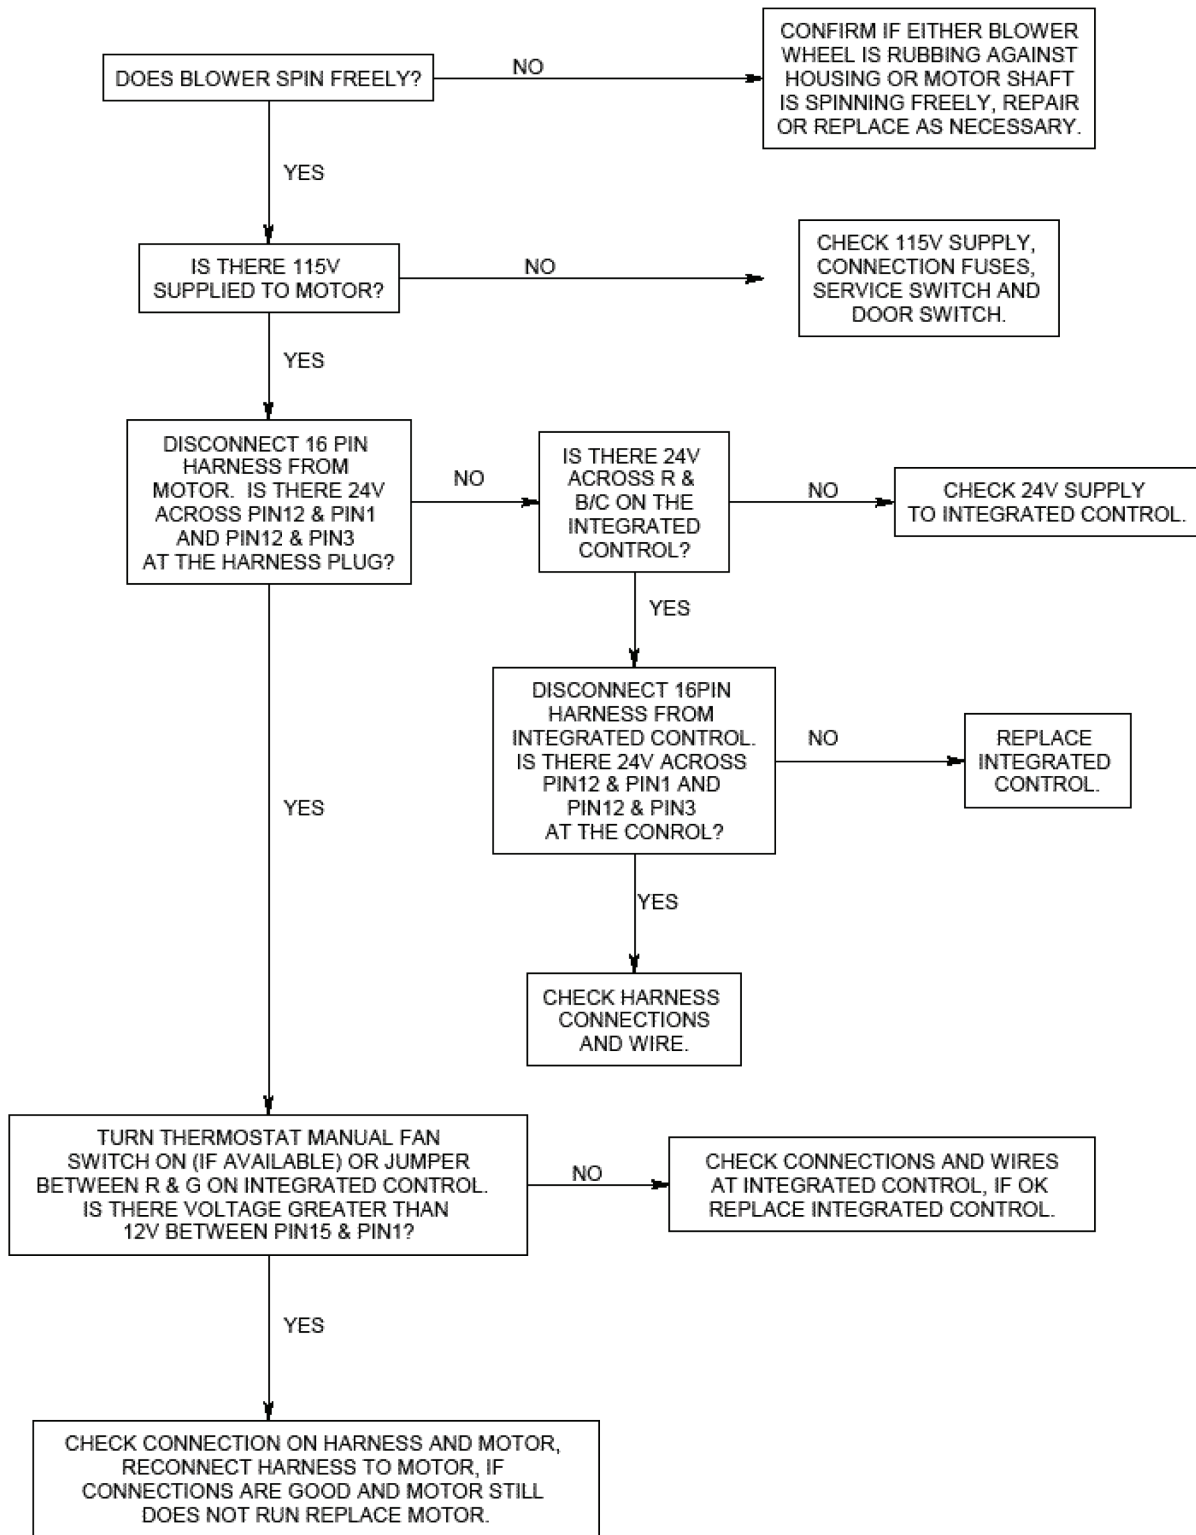 DOES BLOWER SPIN FREELY?
NO
CONFIRM IF EITHER BLOWER
WHEEL IS RUBBING AGAINST
HOUSING OR MOTOR SHAFT
IS SPINNING FREELY, REPAIR
OR REPLACE AS NECESSARY.
YES
IS THERE 115V
SUPPLIED TO MOTOR?
NO
CHECK 115V SUPPLY,
CONNECTION FUSES,
SERVICE SWITCH AND
DOOR SWITCH.
YES
DISCONNECT 16 PIN
HARNESS FROM
MOTOR. IS THERE 24V
ACROSS PIN12 & PIN1
AND PIN12 & PIN3
AT THE HARNESS PLUG?
NO
IS THERE 24V
ACROSS R &
B/C ON THE
INTEGRATED
CONTROL?
NO
CHECK 24V SUPPLY
TO INTEGRATED CONTROL.
YES
DISCONNECT 16PIN
HARNESS FROM
INTEGRATED CONTROL.
IS THERE 24V ACROSS
PIN12 & PIN1 AND
PIN12 & PIN3
AT THE CONROL?
NO
REPLACE
INTEGRATED
CONTROL.
YES
YES
CHECK HARNESS
CONNECTIONS
AND WIRE.
TURN THERMOSTAT MANUAL FAN
SWITCH ON (IF AVAILABLE) OR JUMPER
BETWEEN R & G ON INTEGRATED CONTROL.
IS THERE VOLTAGE GREATER THAN
12V BETWEEN PIN15 & PIN1?
NO
CHECK CONNECTIONS AND WIRES
AT INTEGRATED CONTROL, IF OK
REPLACE INTEGRATED CONTROL.
YES
CHECK CONNECTION ON HARNESS AND MOTOR,
RECONNECT HARNESS TO MOTOR, IF
CONNECTIONS ARE GOOD AND MOTOR STILL
DOES NOT RUN REPLACE MOTOR.